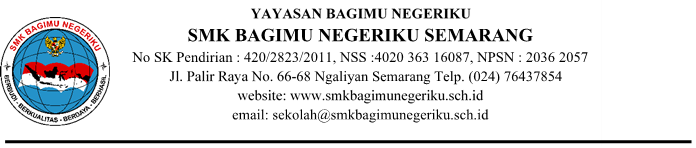 YAYASAN BAGIMU NEGERIKU
SMK BAGIMU NEGERIKU SEMARANG
No SK Pendirian : 420/2823/2011, NSS :4020 363 16087, NPSN : 2036 2057
Jl. Palir Raya No. 66-68 Ngaliyan Semarang Telp. (024) 76437854
website: www.smkbagimunegeriku.sch.id
email: sekolah@smkbagimunegeriku.sch.id
SMK BAGIMU NEGERIKU
BERBUDI - BERKUALITAS - BERDAYA - BERHASIL